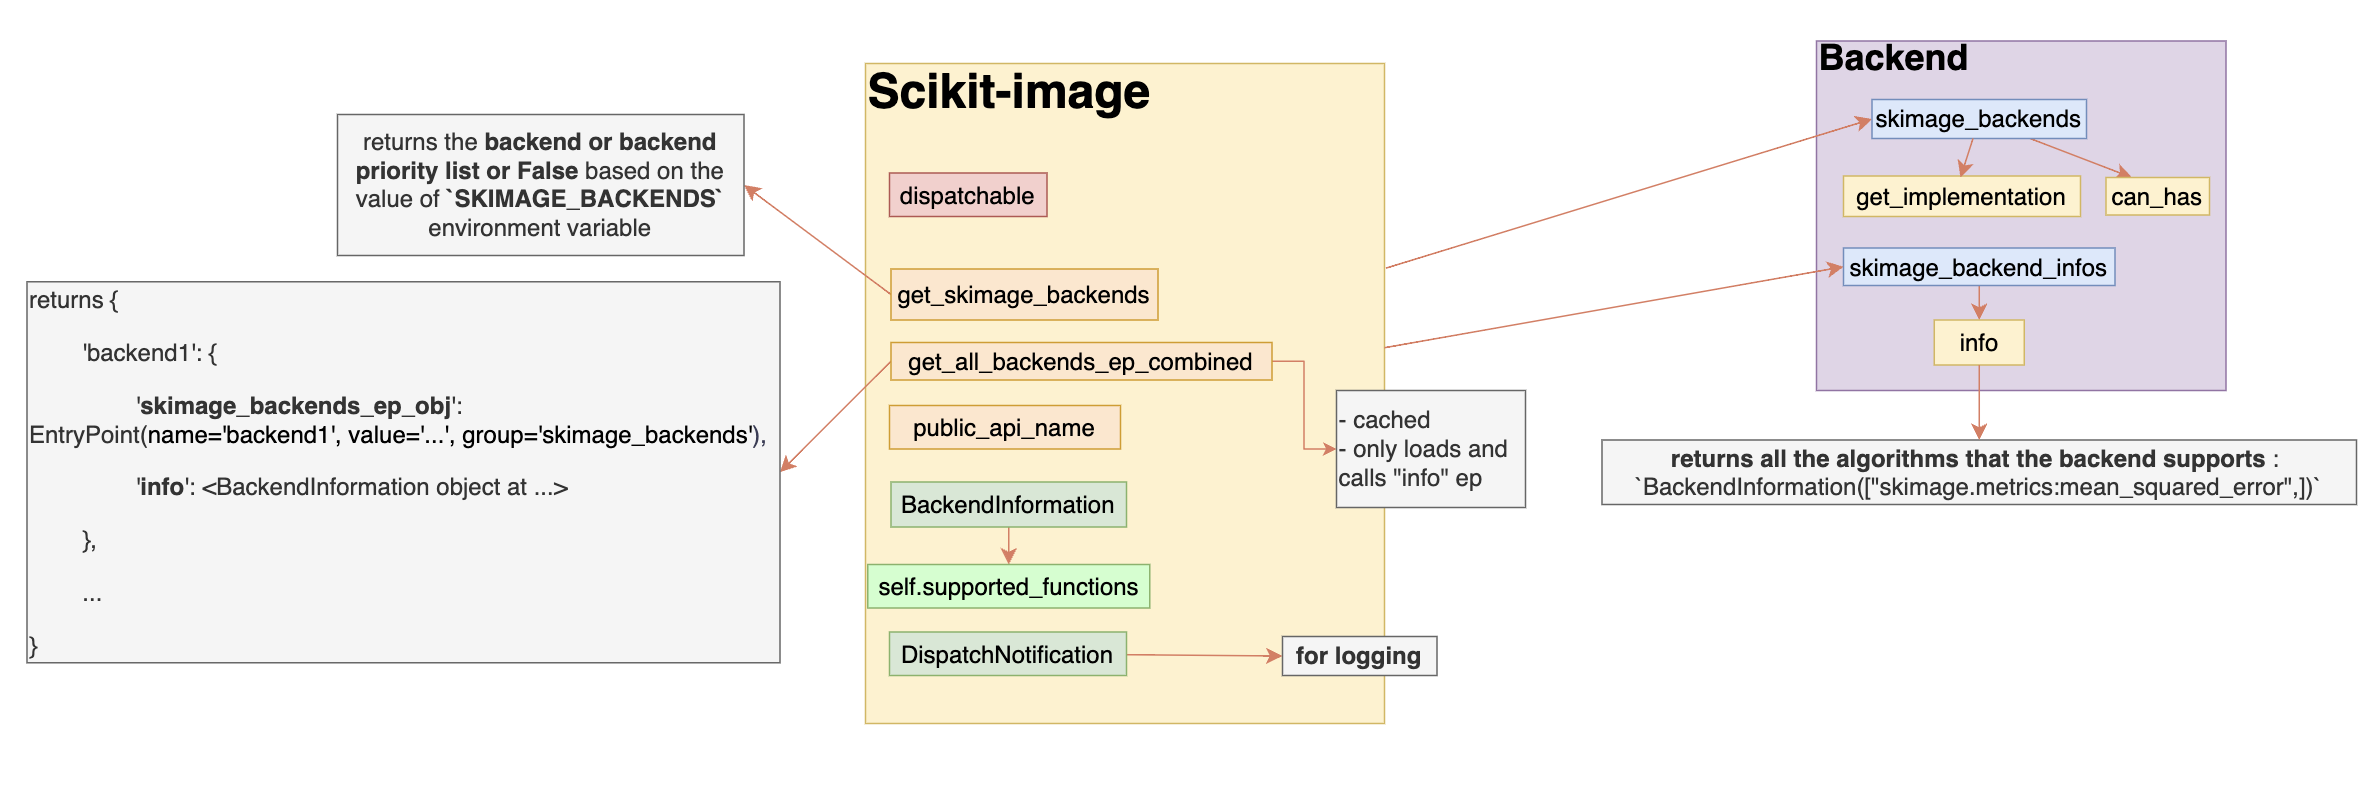 Scikit-image
Backend
returns the backend or backend
priority list or False based on the
value of `SKIMAGE_BACKENDS`
environment variable
returns {
'backend1': {
'skimage_backends_ep_obj':
EntryPoint(name='backend1', value='...', group='skimage_backends'),
'info': <BackendInformation object at ...>
},
...
}
dispatchable
get_skimage_backends
get_all_backends_ep_combined
public_api_name
BackendInformation
self.supported_functions
DispatchNotification
- cached
- only loads and
calls "info" ep
for logging
skimage_backends
get_implementation
can_has
skimage_backend_infos
info
returns all the algorithms that the backend supports :
`BackendInformation(["skimage.metrics:mean_squared_error",])`